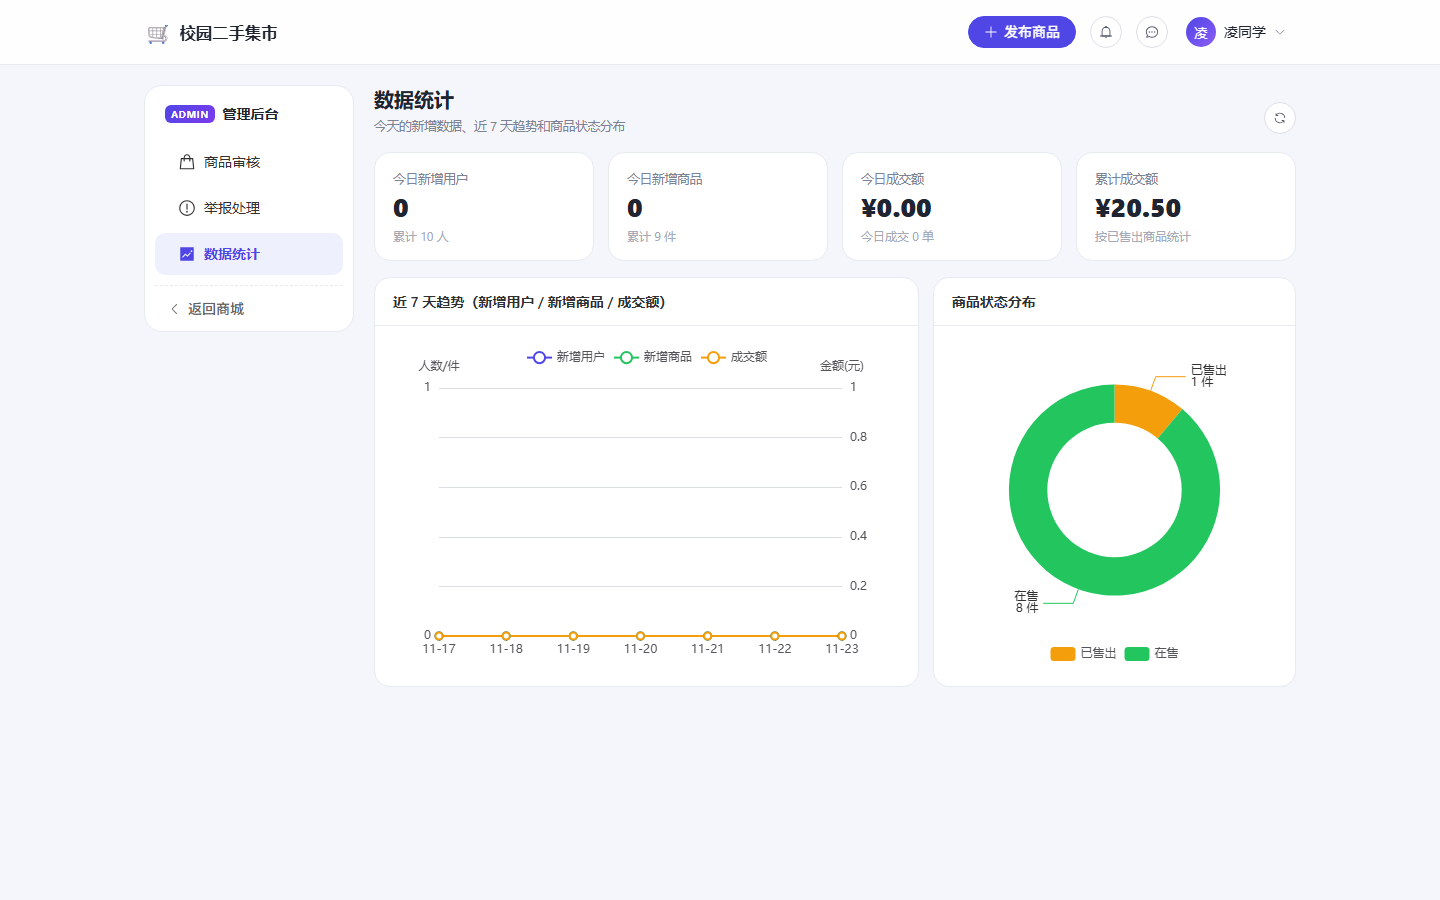 校园二手集市
发布商品
凌
凌同学
ADMIN 管理后台
商品审核
举报处理
数据统计
返回商城
数据统计
今天的新增数据、近 7 天趋势和商品状态分布
今日新增用户
0
累计 10 人
今日新增商品
0
累计 9 件
今日成交额
¥0.00
今日成交 0 单
累计成交额
¥20.50
按已售出商品统计
近 7 天趋势（新增用户 / 新增商品 / 成交额）
新增用户 新增商品 成交额
人数/件
金额(元)
1
0
1
0.8
0.6
0.4
0.2
0
11-17 11-18 11-19 11-20 11-21 11-22 11-23
商品状态分布
已售出
1 件
在售
8 件
已售出 在售